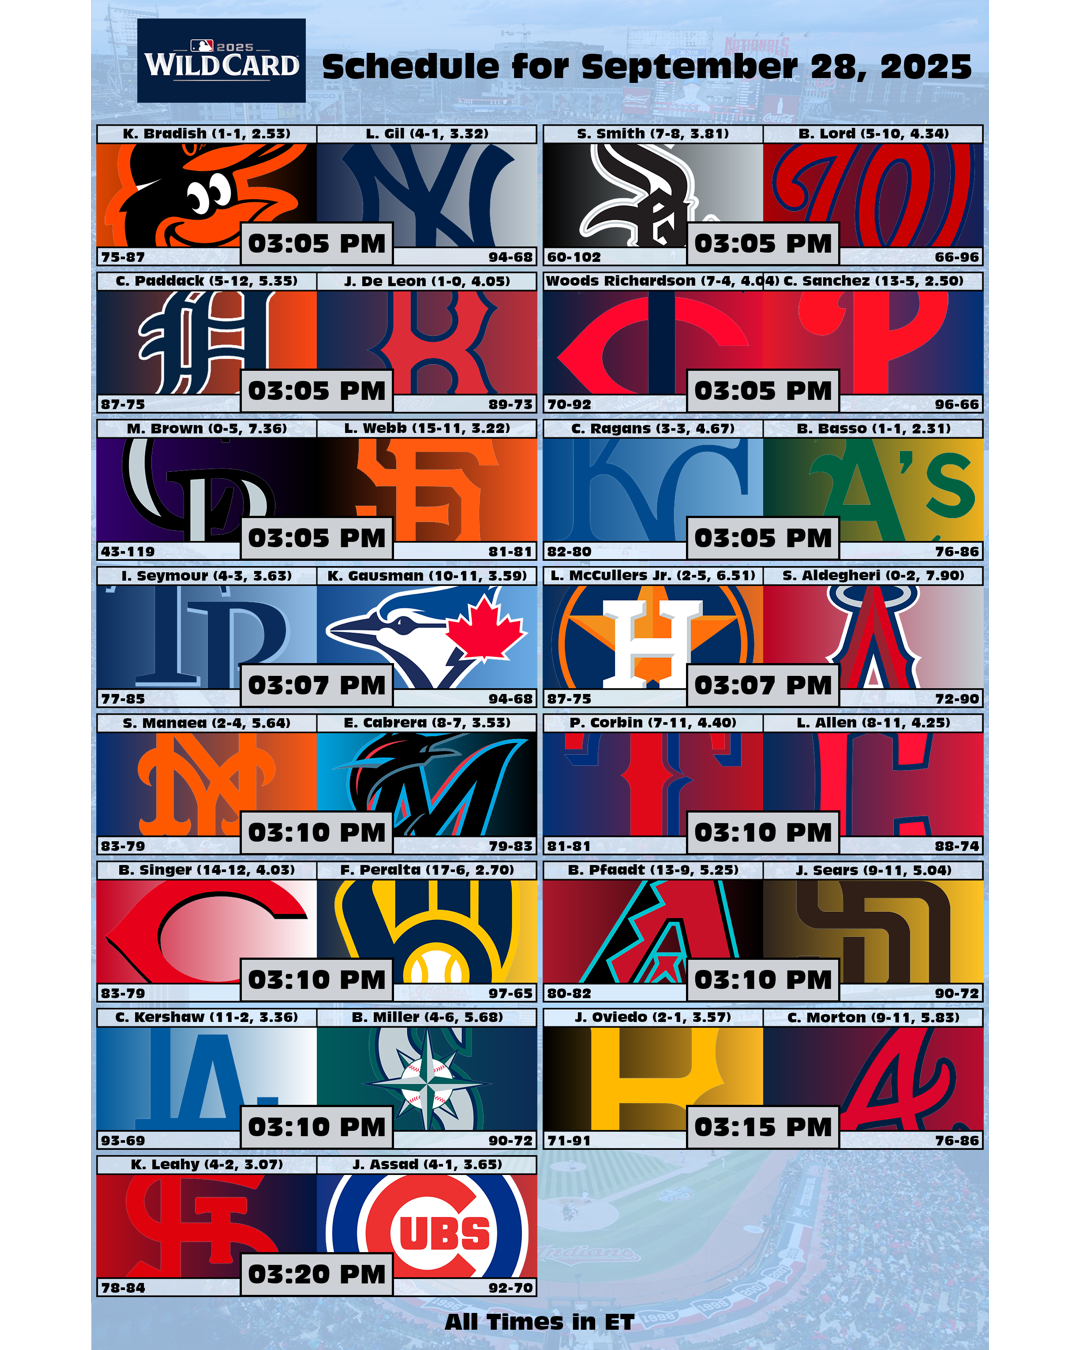 2025
WILD CARD
Schedule for September 28, 2025
NATIONALS
K. Bradish (1-1, 2.53) L. Gil (4-1, 3.32)
03:05 PM
75-87 94-68
S. Smith (7-8, 3.81) B. Lord (5-10, 4.34)
03:05 PM
60-102 66-96
C. Paddack (5-12, 5.35) J. De Leon (1-0, 4.05)
03:05 PM
87-75 89-73
Woods Richardson (7-4, 4.04) C. Sanchez (13-5, 2.50)
03:05 PM
70-92 96-66
M. Brown (0-5, 7.36) L. Webb (15-11, 3.22)
03:05 PM
43-119 81-81
C. Ragans (3-3, 4.67) B. Basso (1-1, 2.31)
KC A's
03:05 PM
82-80 76-86
I. Seymour (4-3, 3.63) K. Gausman (10-11, 3.59)
TB
03:07 PM
77-85 94-68
L. McCullers Jr. (2-5, 6.51) S. Aldegheri (0-2, 7.90)
H A
03:07 PM
87-75 72-90
S. Manaea (2-4, 5.64) E. Cabrera (8-7, 3.53)
NY M
03:10 PM
83-79 79-83
P. Corbin (7-11, 4.40) L. Allen (8-11, 4.25)
T C
03:10 PM
81-81 88-74
B. Singer (14-12, 4.03) F. Peralta (17-6, 2.70)
C
03:10 PM
83-79 97-65
B. Pfaadt (13-9, 5.25) J. Sears (9-11, 5.04)
A SD
03:10 PM
80-82 90-72
C. Kershaw (11-2, 3.36) B. Miller (4-6, 5.68)
LA S
03:10 PM
93-69 90-72
J. Oviedo (2-1, 3.57) C. Morton (9-11, 5.83)
P A
03:15 PM
71-91 76-86
K. Leahy (4-2, 3.07) J. Assad (4-1, 3.65)
STL CUBS
03:20 PM
78-84 92-70
Indians
All Times in ET